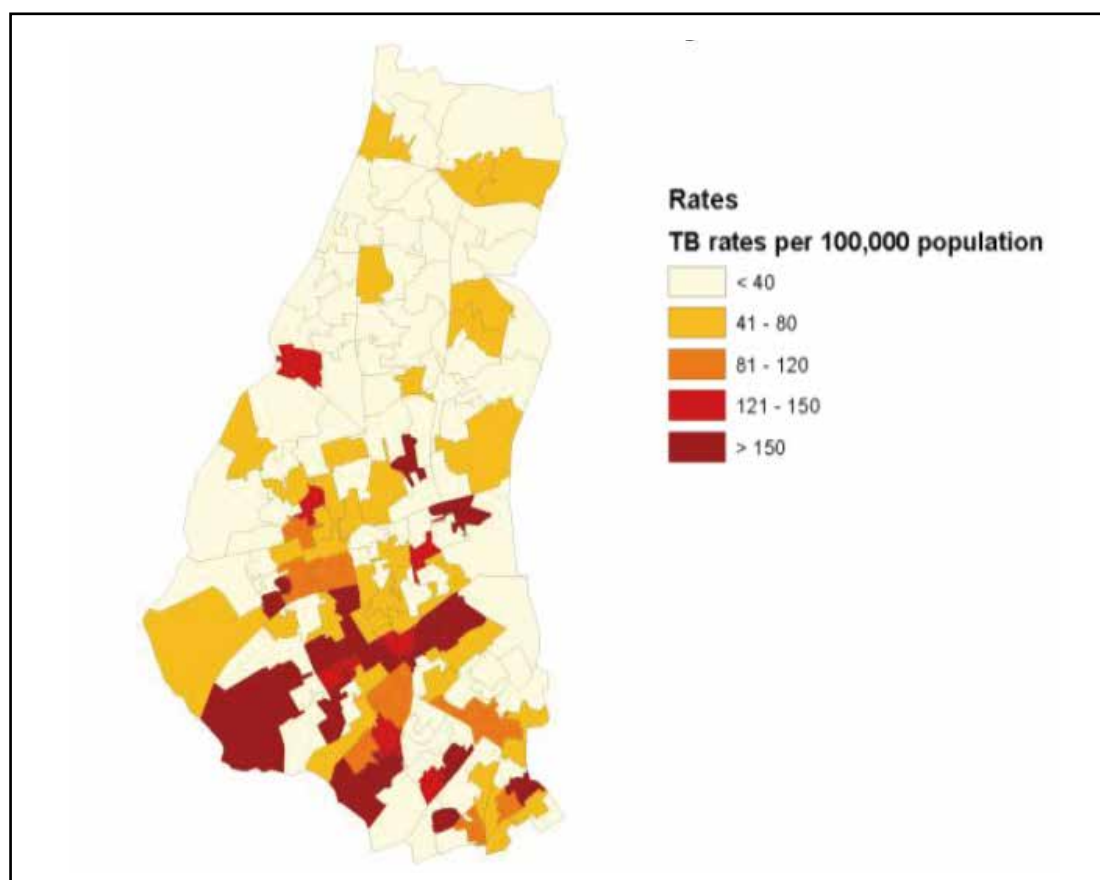 Rates
TB rates per 100,000 population
< 40
41 - 80
81 - 120
121 - 150
> 150